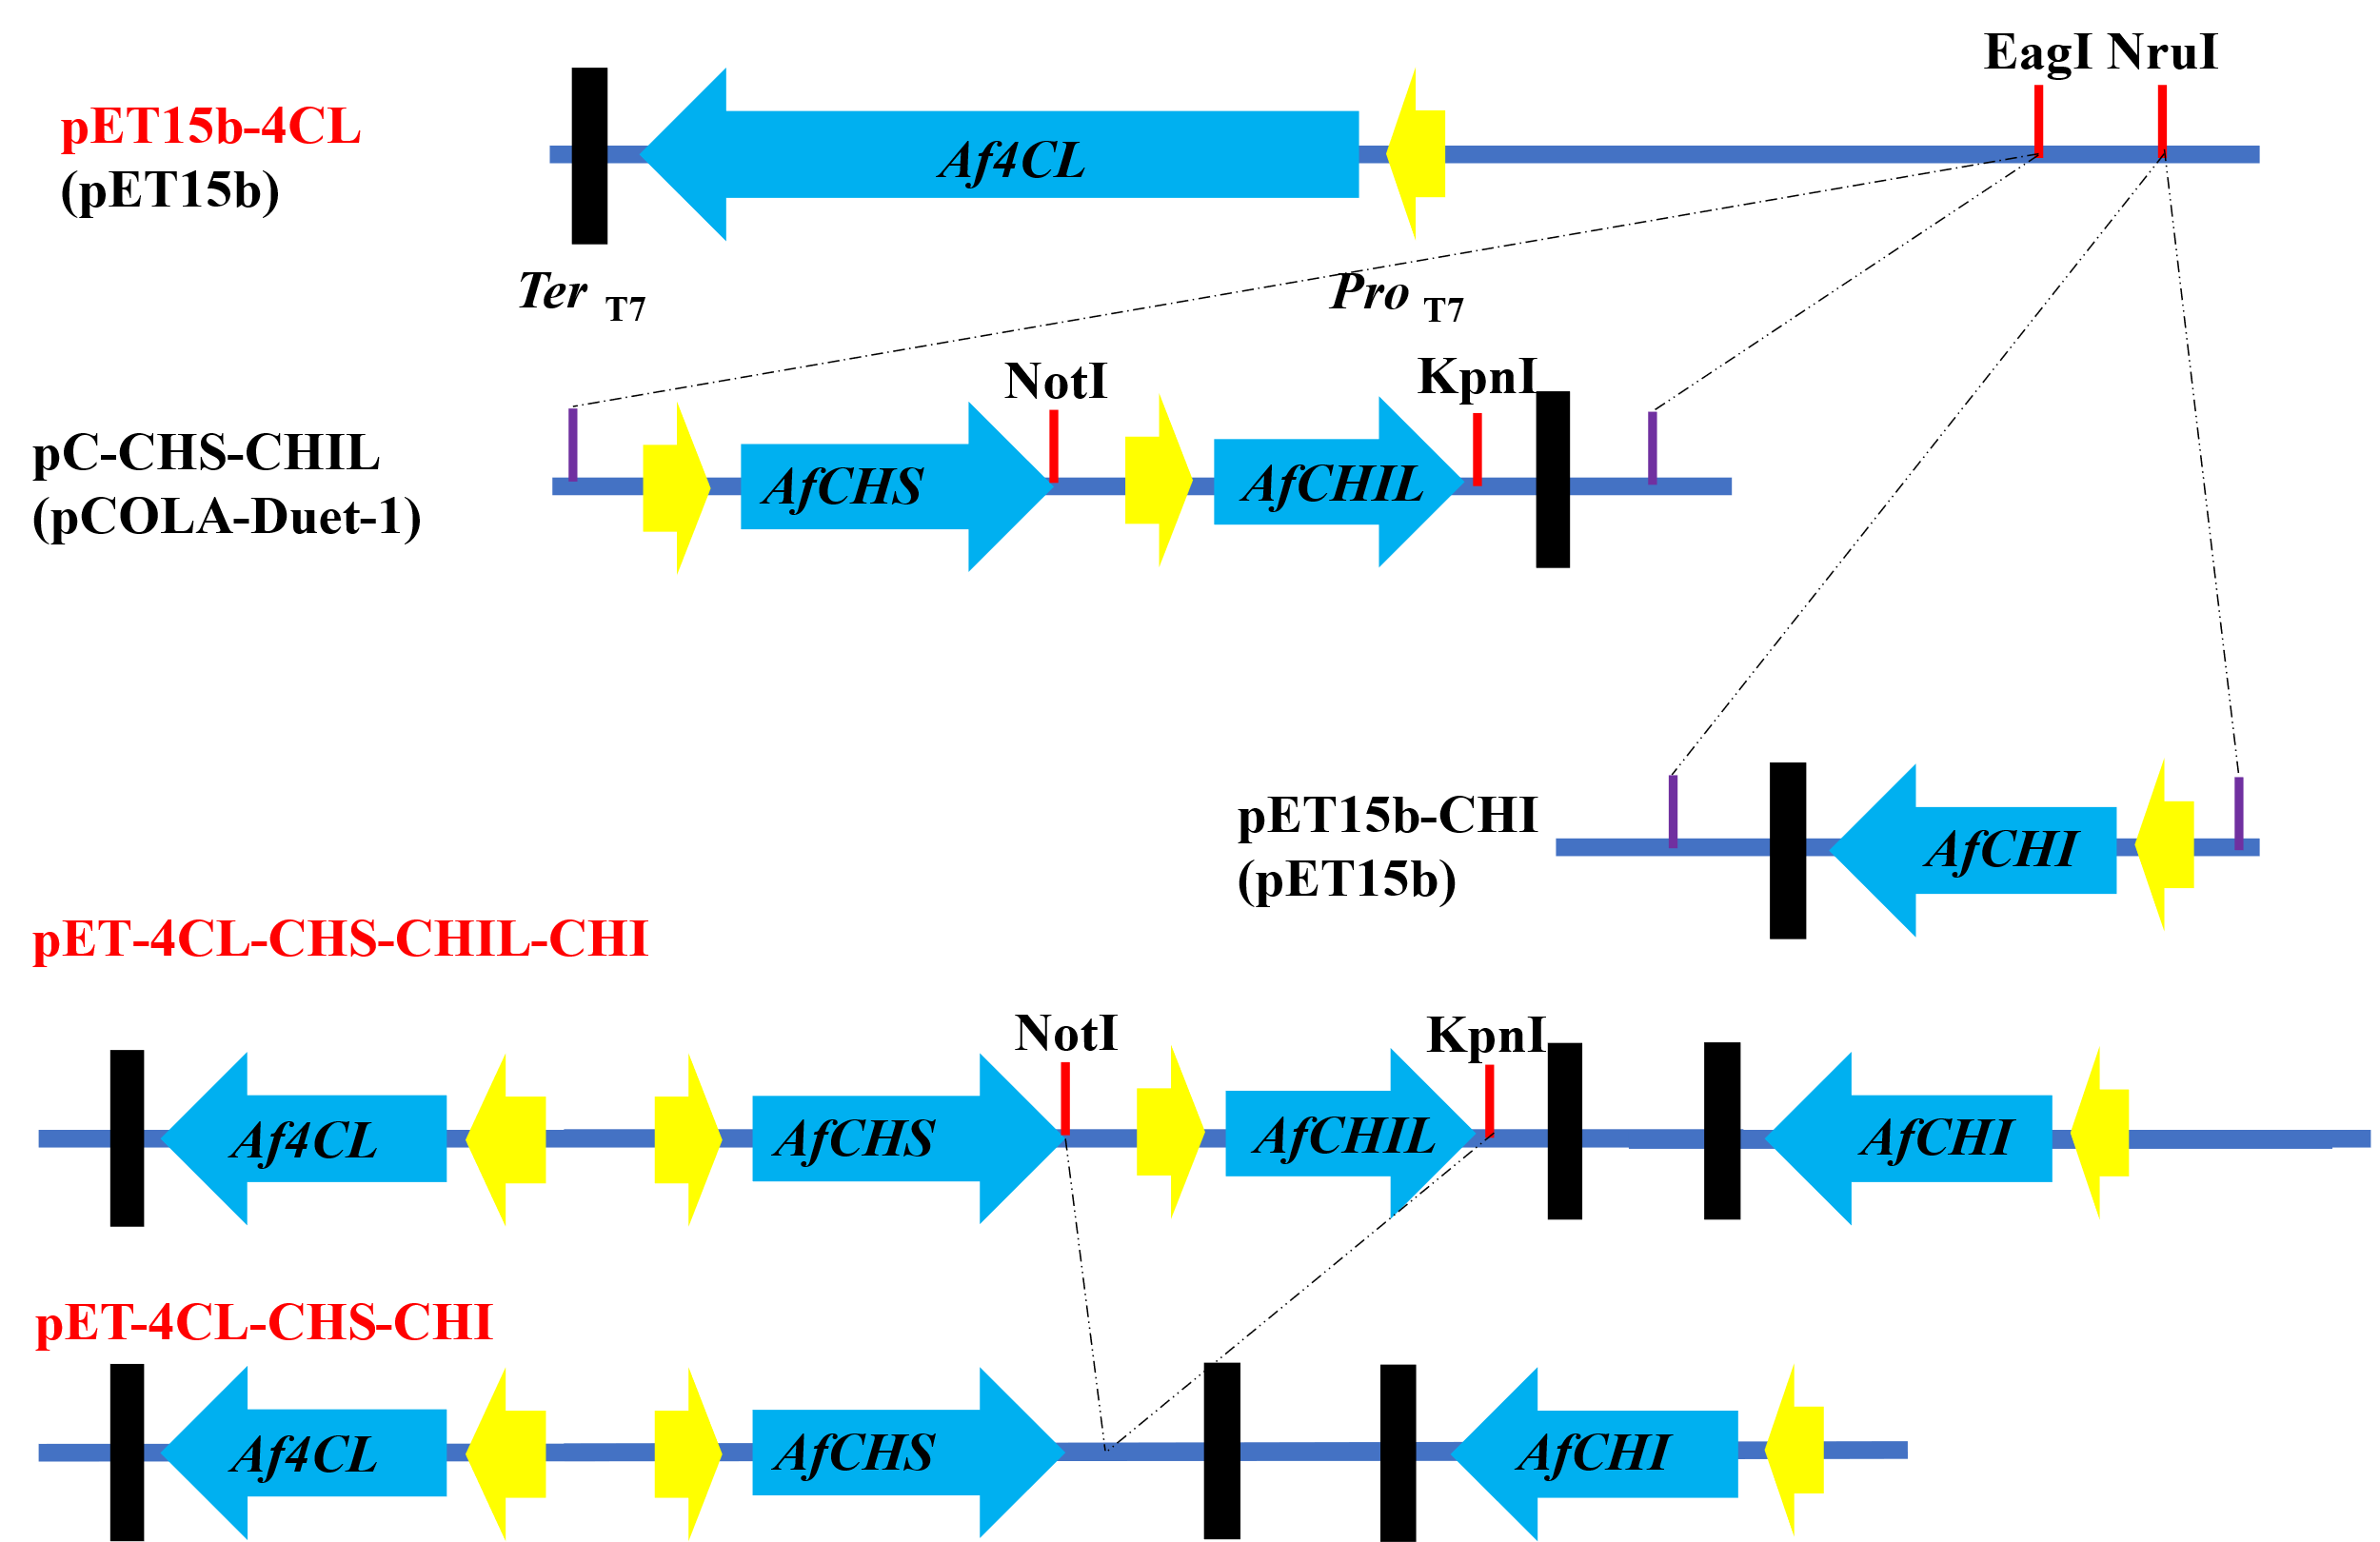 EagI NruI
pET15b-4CL
(pET15b)
Af4CL
Ter T7
Pro T7
NotI
KpnI
pC-CHS-CHIL
(pCOLA-Duet-1)
AfCHS
AfCHIL
pET15b-CHI
(pET15b)
AfCHI
pET-4CL-CHS-CHIL-CHI
NotI
KpnI
Af4CL
AfCHS
AfCHIL
AfCHI
pET-4CL-CHS-CHI
Af4CL
AfCHS
AfCHI